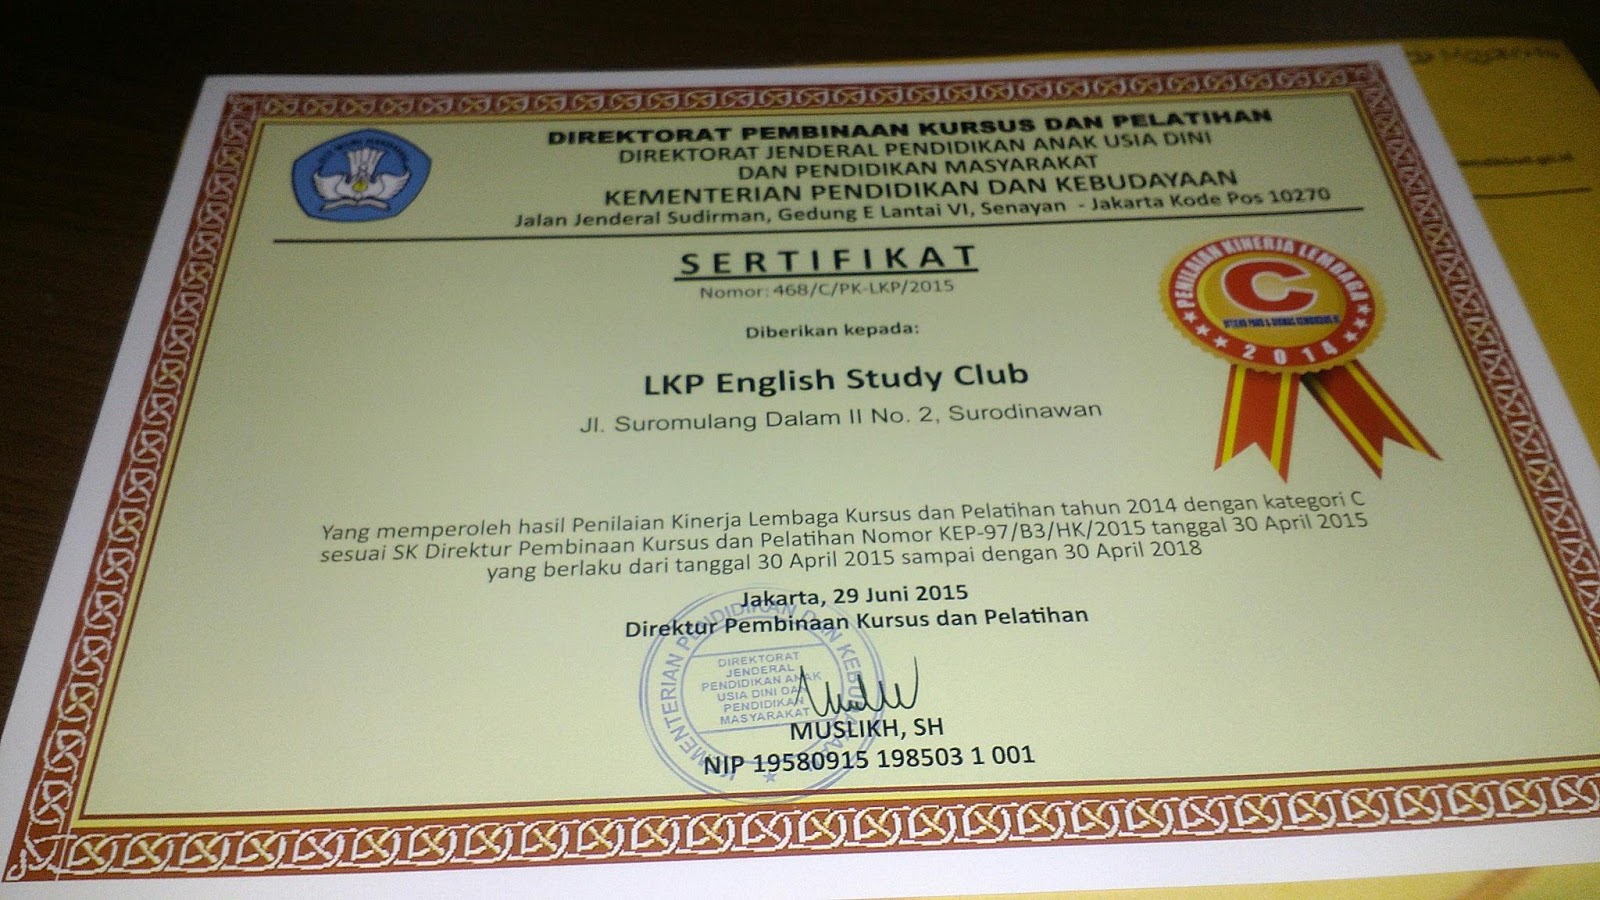 DIREKTORAT PEMBINAAN KURSUS DAN PELATIHAN
DIREKTORAT JENDERAL PENDIDIKAN ANAK USIA DINI
DAN PENDIDIKAN MASYARAKAT
KEMENTERIAN PENDIDIKAN DAN KEBUDAYAAN
Jalan Jenderal Sudirman, Gedung E Lantai VI, Senayan - Jakarta Kode Pos 10270
SERTIFIKAT
Nomor: 468/C/PK-LKP/2015
PENILAIAN KINERJA LEMBAGA
C
2014
Diberikan kepada:
LKP English Study Club
Jl. Suromulang Dalam II No. 2, Surodinawan
Yang memperoleh hasil Penilaian Kinerja Lembaga Kursus dan Pelatihan tahun 2014 dengan kategori C
sesuai SK Direktur Pembinaan Kursus dan Pelatihan Nomor KEP-97/B3/HK/2015 tanggal 30 April 2015
yang berlaku dari tanggal 30 April 2015 sampai dengan 30 April 2018
Jakarta, 29 Juni 2015
Direktur Pembinaan Kursus dan Pelatihan
KEMENTERIAN PENDIDIKAN DAN KEBUDAYAAN
DIREKTORAT
JENDERAL
PENDIDIKAN ANAK
USIA DINI DAN
PENDIDIKAN
MASYARAKAT
MUSLIKH, SH
NIP 19580915 198503 1 001